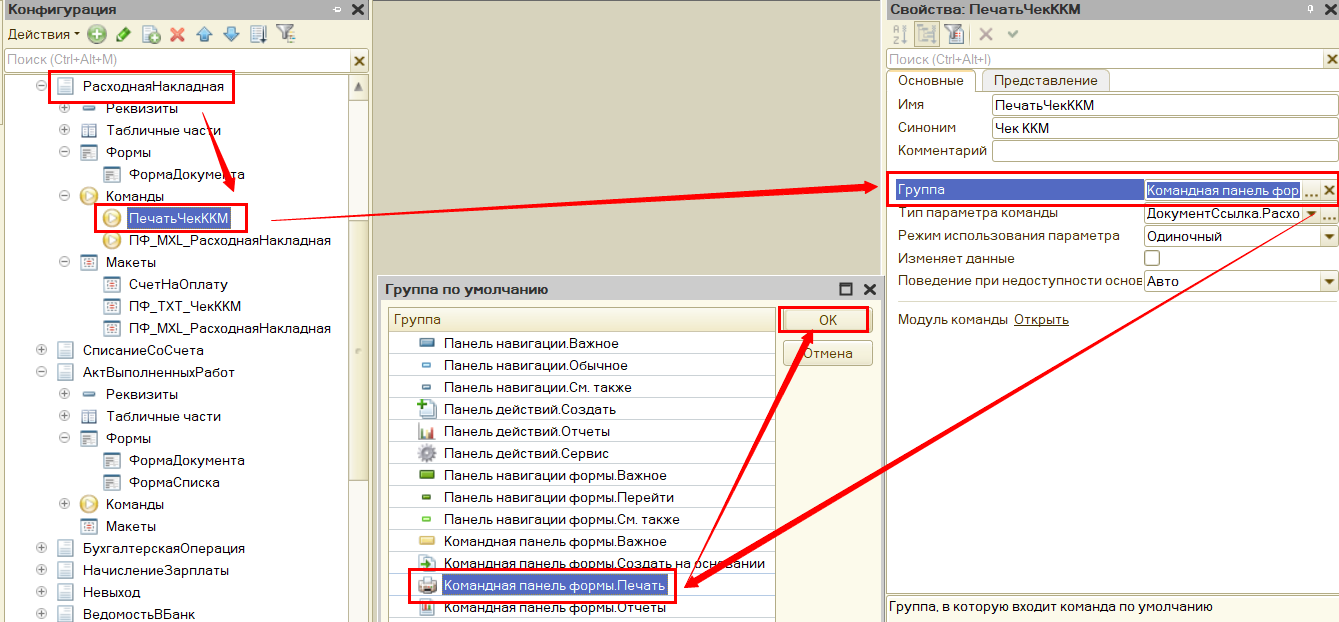 Конфигурация
Действия
Поиск (Ctrl+Alt+M)
РасходнаяНакладная
Реквизиты
Табличные части
Формы
ФормаДокумента
Команды
ПечатьЧекККМ
ПФ_MXL_РасходнаяНакладная
Макеты
СчетНаОплату
ПФ_TXT_ЧекККМ
ПФ_MXL_РасходнаяНакладная
СписаниеСоСчета
АктВыполненныхРабот
Реквизиты
Табличные части
Формы
ФормаДокумента
ФормаСписка
Команды
Макеты
БухгалтерскаяОперация
НачислениеЗарплаты
Невыход
ВедомостьВБанк
Группа по умолчанию
Группа
Панель навигации.Важное
Панель навигации.Обычное
Панель навигации.См. также
Панель действий.Создать
Панель действий.Отчеты
Панель действий.Сервис
Панель навигации формы.Важное
Панель навигации формы.Перейти
Панель навигации формы.См. также
Командная панель формы.Важное
Командная панель формы.Создать на основании
Командная панель формы.Печать
Командная панель формы.Отчеты
ОК
Отмена
Свойства: ПечатьЧекККМ
Поиск (Ctrl+Alt+I)
Основные Представление
Имя ПечатьЧекККМ
Синоним Чек ККМ
Комментарий
Группа Командная панель фор ...
Тип параметра команды ДокументСсылка.Расхо ...
Режим использования параметра Одиночный
Изменяет данные
Поведение при недоступности основ Авто
Модуль команды Открыть
Группа, в которую входит команда по умолчанию